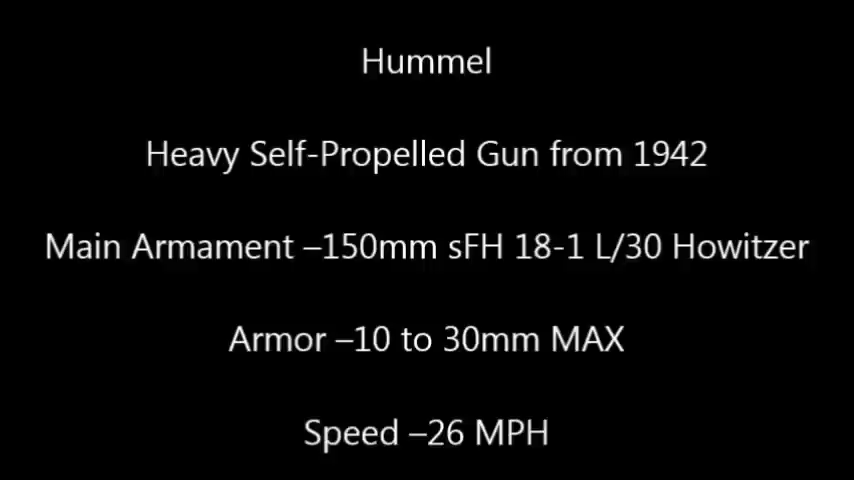 Hummel
Heavy Self-Propelled Gun from 1942
Main Armament –150mm sFH 18-1 L/30 Howitzer
Armor –10 to 30mm MAX
Speed –26 MPH